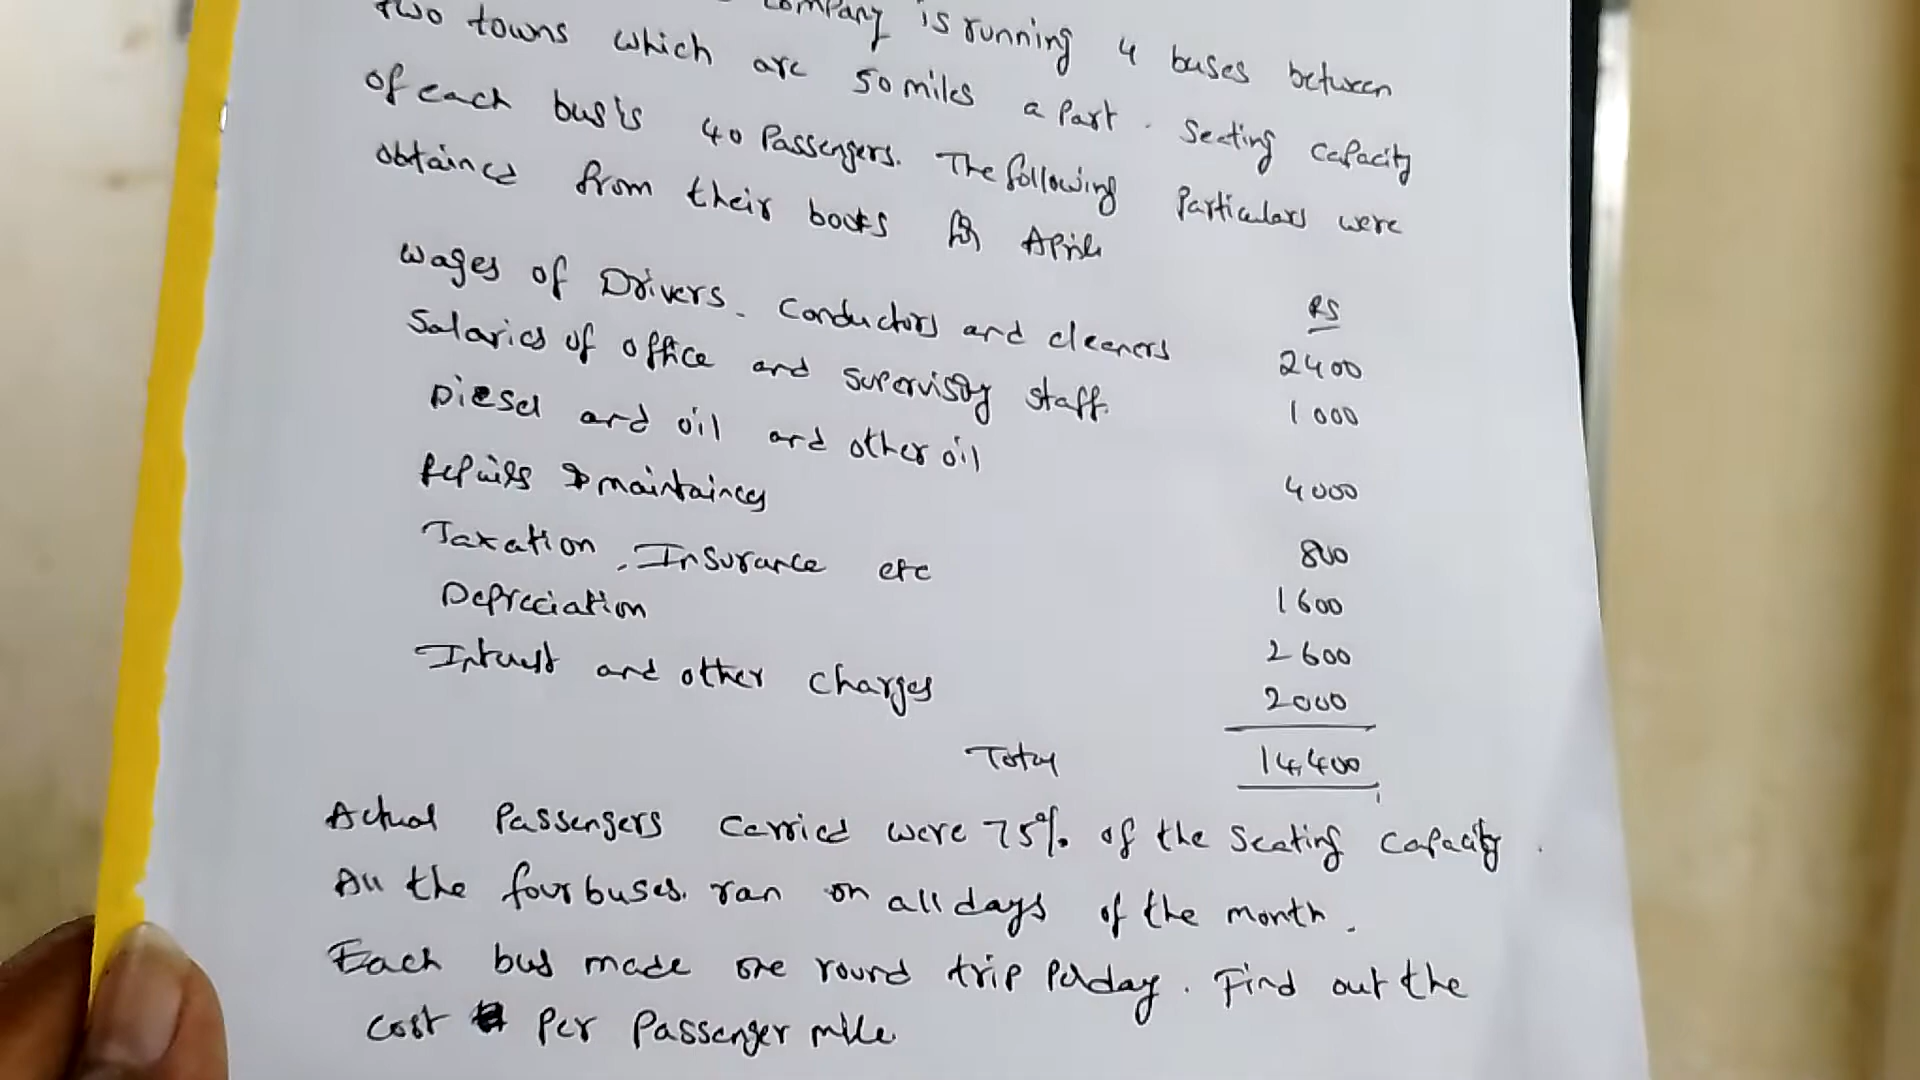 Company is running 4 buses between
two towns which are 50 miles a part. Seating capacity
of each bus is 40 Passengers. The following Particulars were
obtained from their books for April
RS
Wages of Drivers. Conductors and cleaners 2400
Salaries of office and supervisory staff. 1000
Diesel and oil and other oil 4000
Repairs & maintaincy 800
Taxation, Insurance etc 1600
Depreciation 2600
Interest and other charges 2000
Total 14,400
Actual Passengers carried were 75% of the seating capacity.
All the four buses. ran on all days of the month.
Each bus made one round trip Perday. Find out the
cost Per Passenger mile